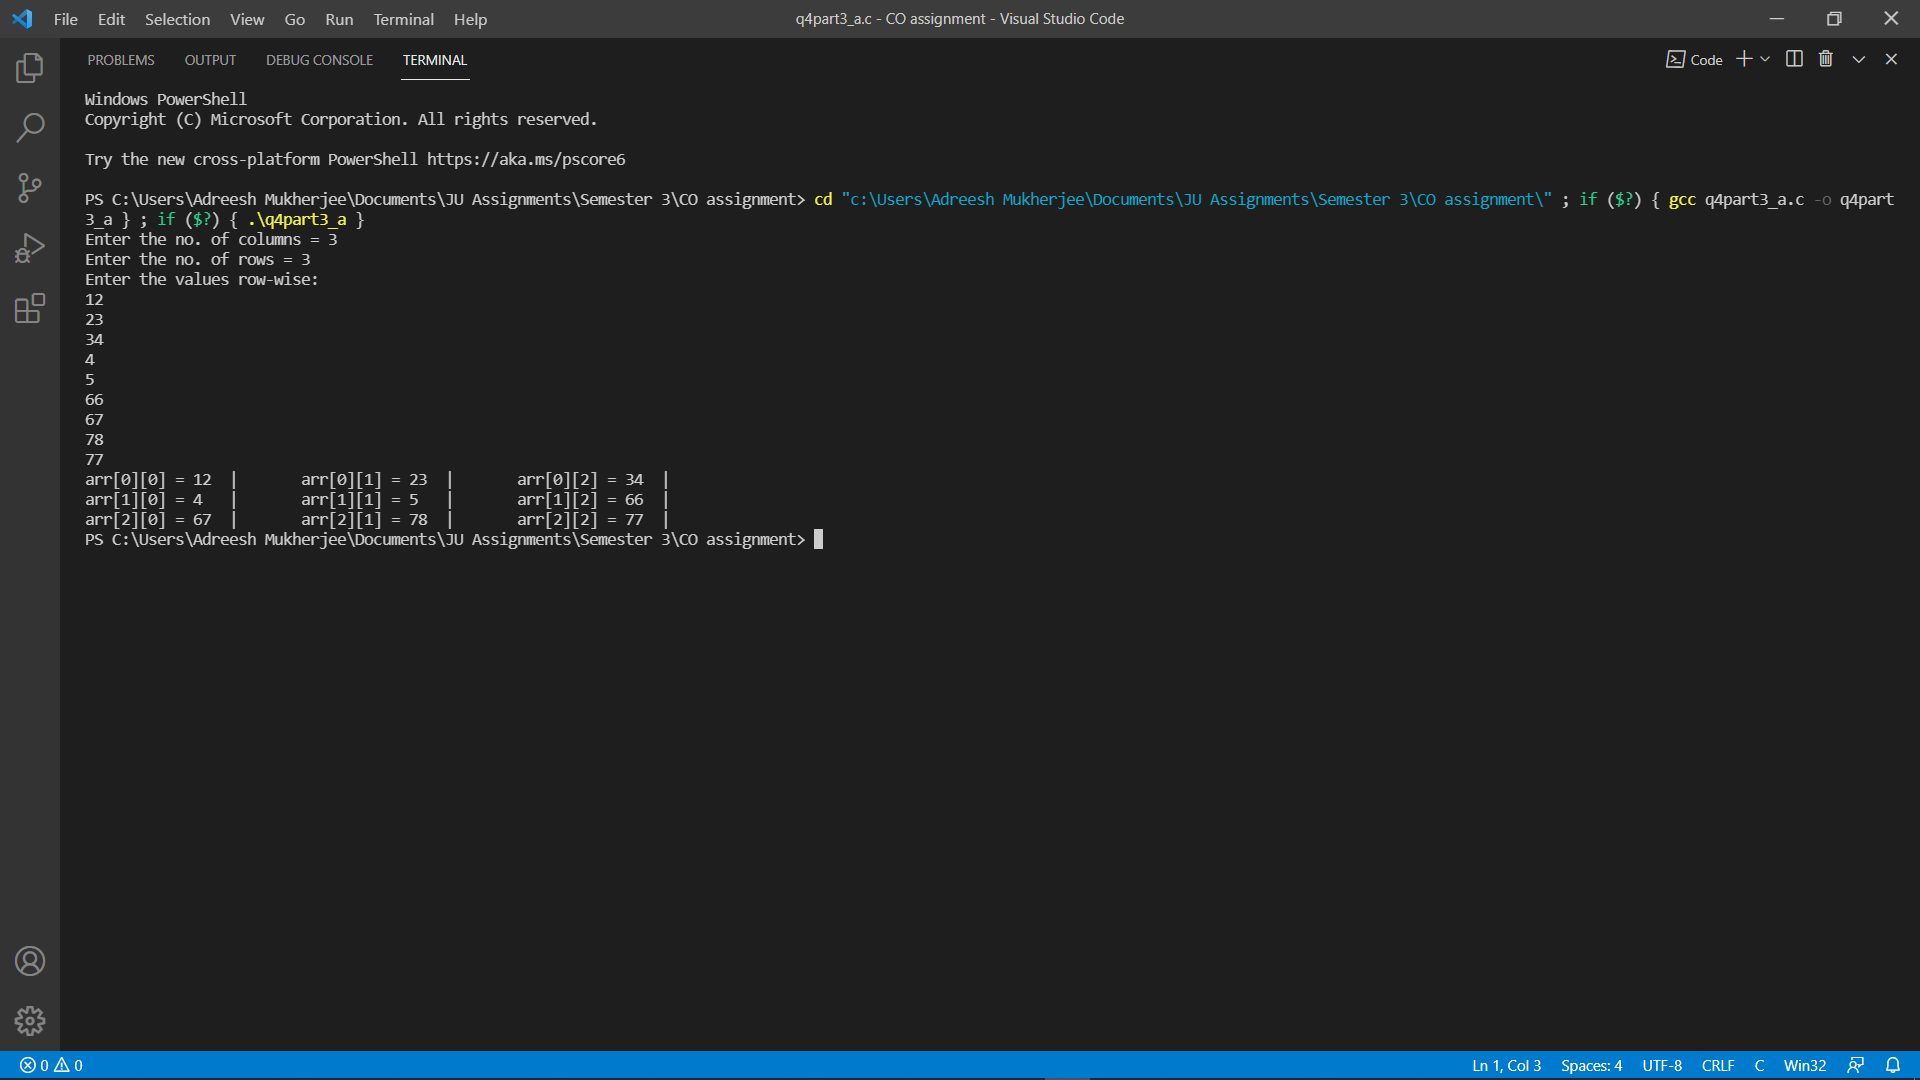 File Edit Selection View Go Run Terminal Help q4part3_a.c - CO assignment - Visual Studio Code
PROBLEMS OUTPUT DEBUG CONSOLE TERMINAL Code
Windows PowerShell
Copyright (C) Microsoft Corporation. All rights reserved.
Try the new cross-platform PowerShell https://aka.ms/pscore6
PS C:\Users\Adreesh Mukherjee\Documents\JU Assignments\Semester 3\CO assignment> cd "c:\Users\Adreesh Mukherjee\Documents\JU Assignments\Semester 3\CO assignment\" ; if ($?) { gcc q4part3_a.c -o q4part
3_a } ; if ($?) { .\q4part3_a }
Enter the no. of columns = 3
Enter the no. of rows = 3
Enter the values row-wise:
12
23
34
4
5
66
67
78
77
arr[0][0] = 12 | arr[0][1] = 23 | arr[0][2] = 34 |
arr[1][0] = 4 | arr[1][1] = 5 | arr[1][2] = 66 |
arr[2][0] = 67 | arr[2][1] = 78 | arr[2][2] = 77 |
PS C:\Users\Adreesh Mukherjee\Documents\JU Assignments\Semester 3\CO assignment>
0 0 Ln 1, Col 3 Spaces: 4 UTF-8 CRLF C Win32